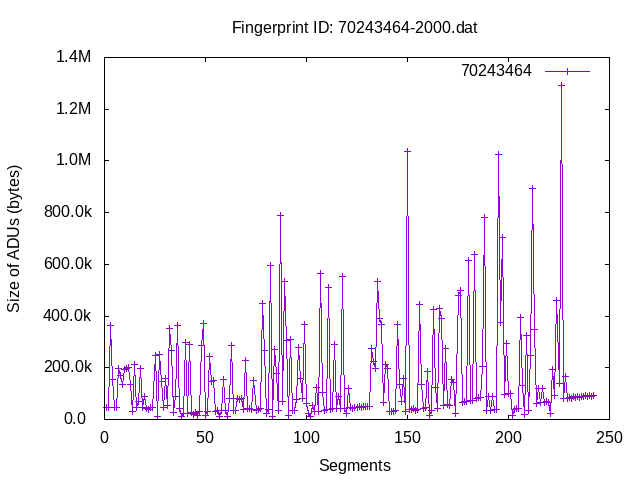 Fingerprint ID: 70243464-2000.dat
1.4M
70243464
1.2M
1.0M
800.0k
600.0k
400.0k
200.0k
0.0
Size of ADUs (bytes)
0 50 100 150 200 250
Segments